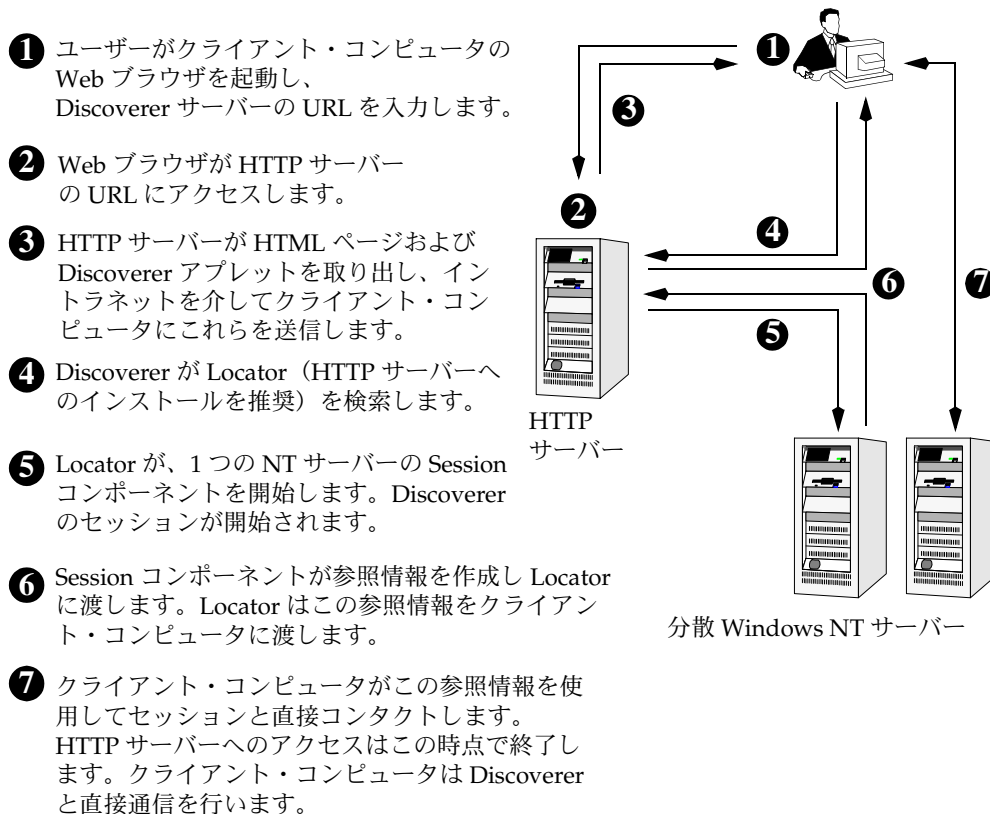 1 ユーザーがクライアント・コンピュータの
Web ブラウザを起動し、
Discoverer サーバーの URL を入力します。
2 Web ブラウザが HTTP サーバー
の URL にアクセスします。
3 HTTP サーバーが HTML ページおよび
Discoverer アプレットを取り出し、イン
トラネットを介してクライアント・コン
ピュータにこれらを送信します。
4 Discoverer が Locator（HTTP サーバーへ
のインストールを推奨）を検索します。
5 Locator が、1 つの NT サーバーの Session
コンポーネントを開始します。Discoverer
のセッションが開始されます。
6 Session コンポーネントが参照情報を作成し Locator
に渡します。Locator はこの参照情報をクライアン
ト・コンピュータに渡します。
7 クライアント・コンピュータがこの参照情報を使
用してセッションと直接コンタクトします。
HTTP サーバーへのアクセスはこの時点で終了し
ます。クライアント・コンピュータは Discoverer
と直接通信を行います。
1
3
2
4
6
7
5
HTTP
サーバー
分散 Windows NT サーバー